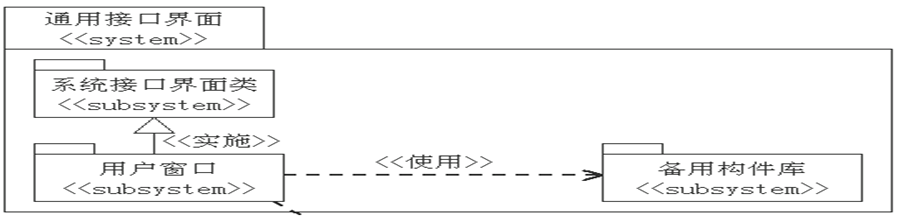 通用接口界面
<<system>>
系统接口界面类
<<subsystem>>
<<实施>>
用户窗口
<<subsystem>>
<<使用>>
备用构件库
<<subsystem>>